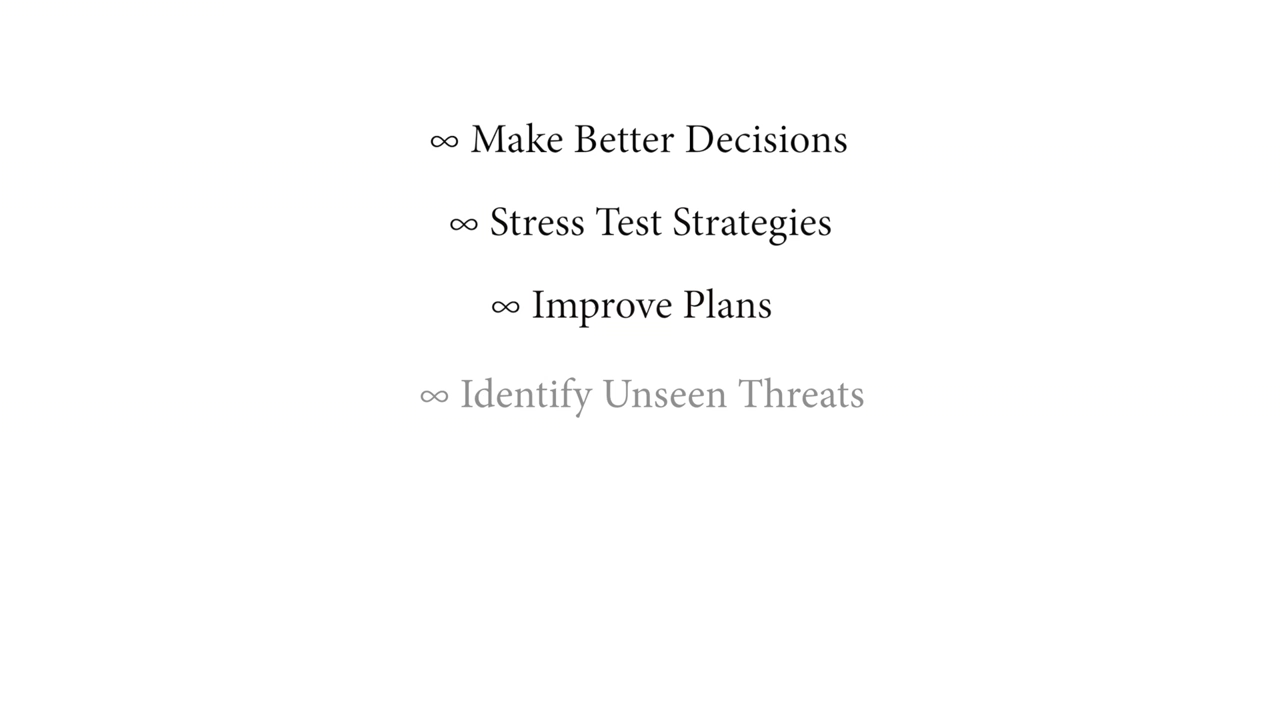 ∞ Make Better Decisions
∞ Stress Test Strategies
∞ Improve Plans
∞ Identify Unseen Threats